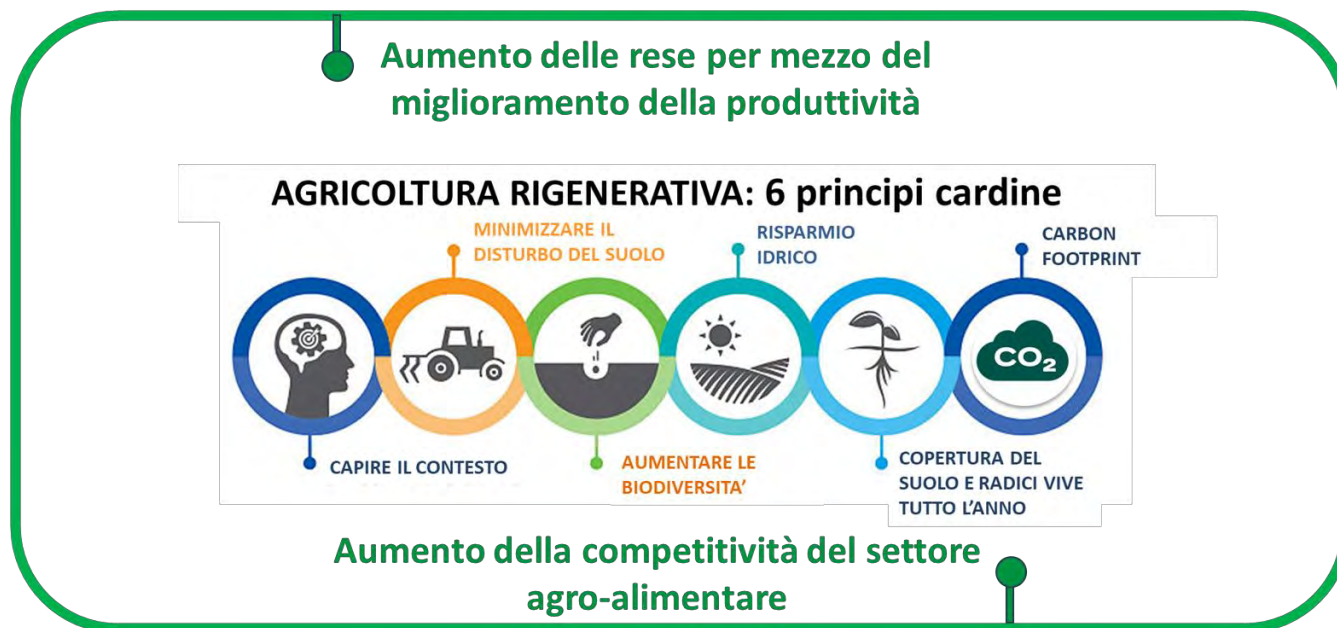 Aumento delle rese per mezzo del
miglioramento della produttività
AGRICOLTURA RIGENERATIVA: 6 principi cardine
MINIMIZZARE IL
DISTURBO DEL SUOLO
RISPARMIO
IDRICO
CARBON
FOOTPRINT
CO₂
CAPIRE IL CONTESTO
AUMENTARE LE
BIODIVERSITA'
COPERTURA DEL
SUOLO E RADICI VIVE
TUTTO L'ANNO
Aumento della competitività del settore
agro-alimentare